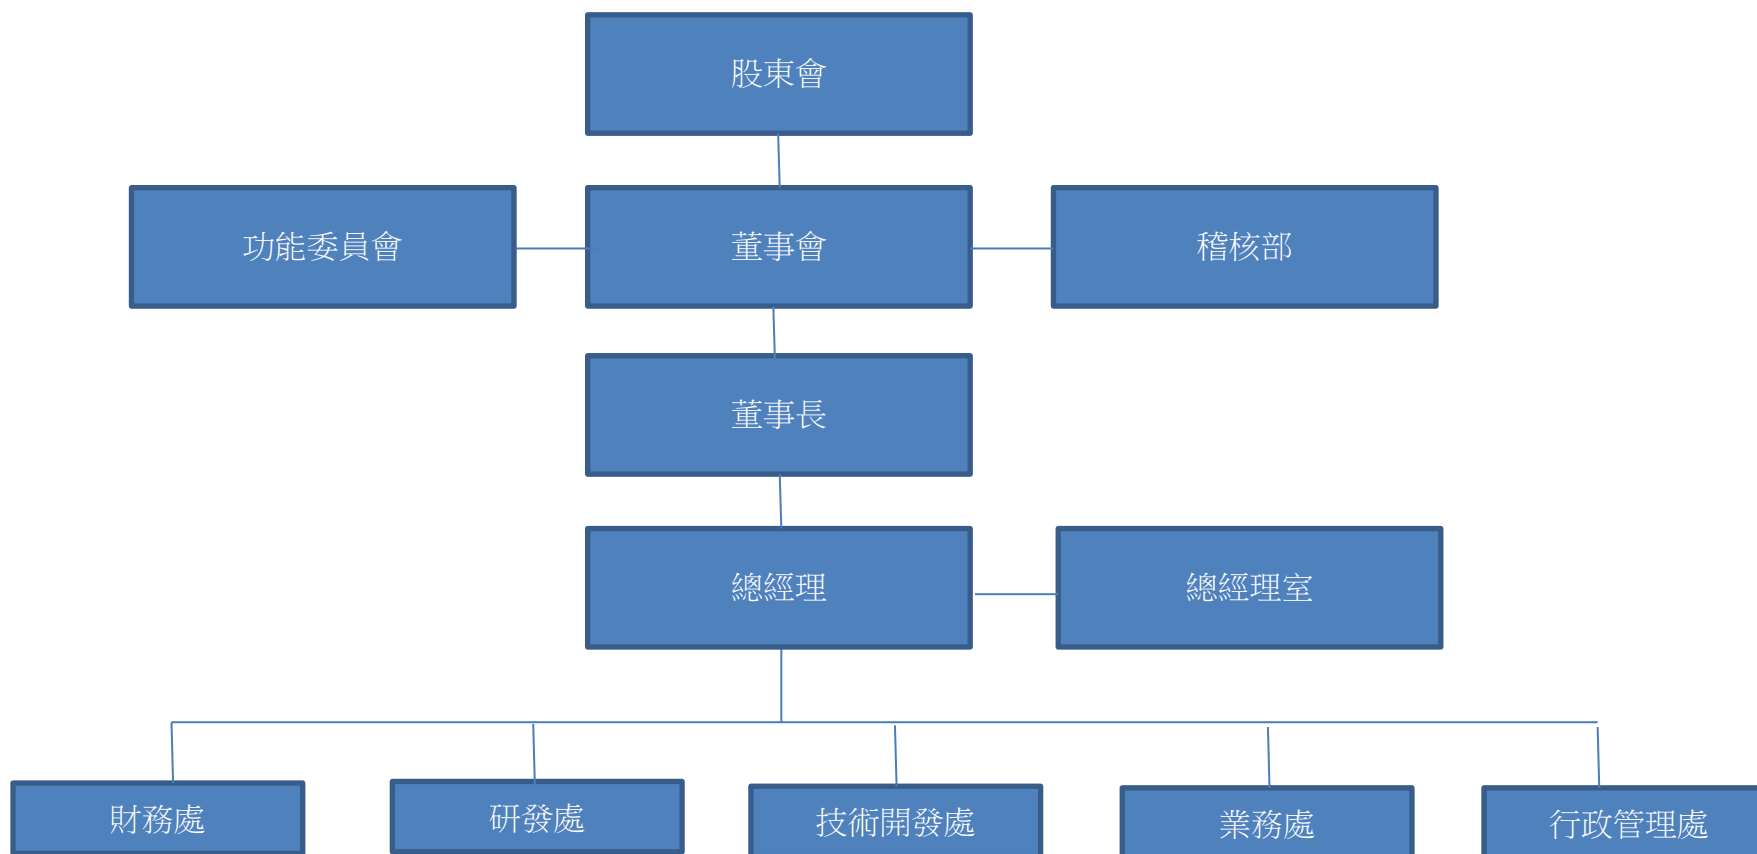 股東會
功能委員會
董事會
稽核部
董事長
總經理
總經理室
財務處
研發處
技術開發處
業務處
行政管理處